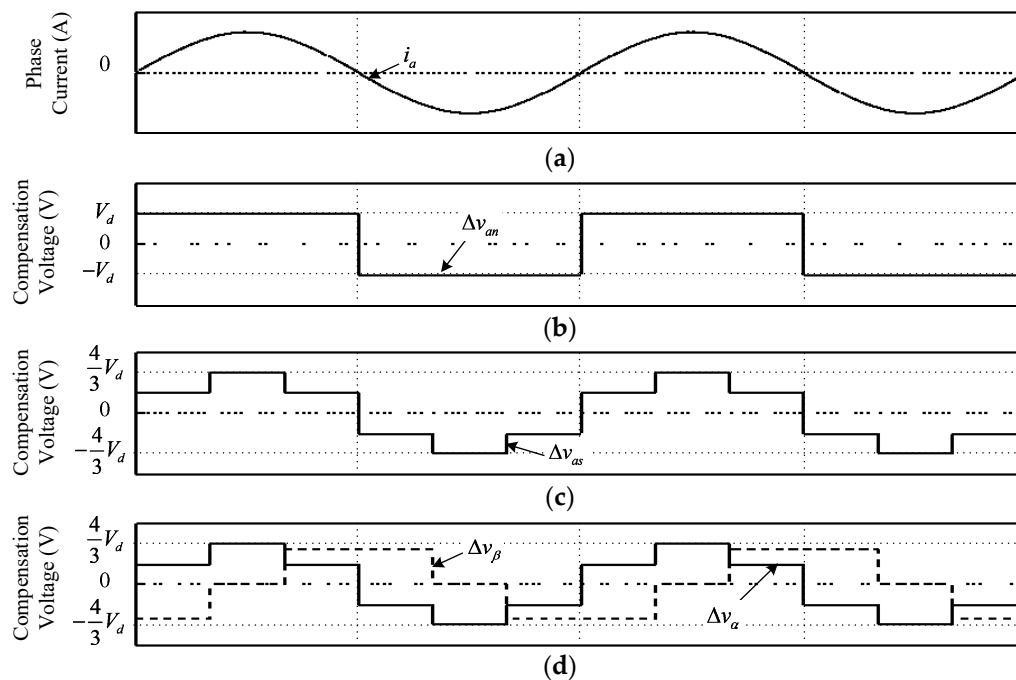 Phase
Current (A)
0
i_a
(a)
Compensation
Voltage (V)
V_d
0
−V_d
Δv_an
(b)
Compensation
Voltage (V)
4/3 V_d
0
−4/3 V_d
Δv_as
(c)
Compensation
Voltage (V)
4/3 V_d
0
−4/3 V_d
Δv_β
Δv_α
(d)